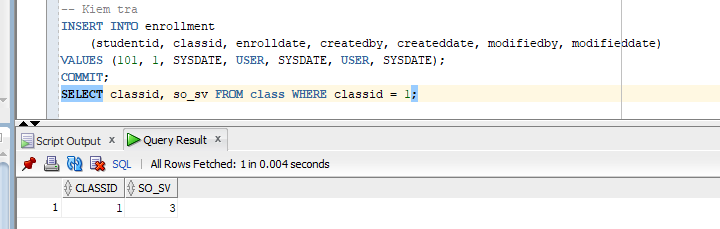 -- Kiem tra
INSERT INTO enrollment
(studentid, classid, enrolldate, createdby, createddate, modifiedby, modifieddate)
VALUES (101, 1, SYSDATE, USER, SYSDATE, USER, SYSDATE);
COMMIT;
SELECT classid, so_sv FROM class WHERE classid = 1;
Script Output x Query Result x
SQL | All Rows Fetched: 1 in 0.004 seconds
CLASSID SO_SV
1 1 3